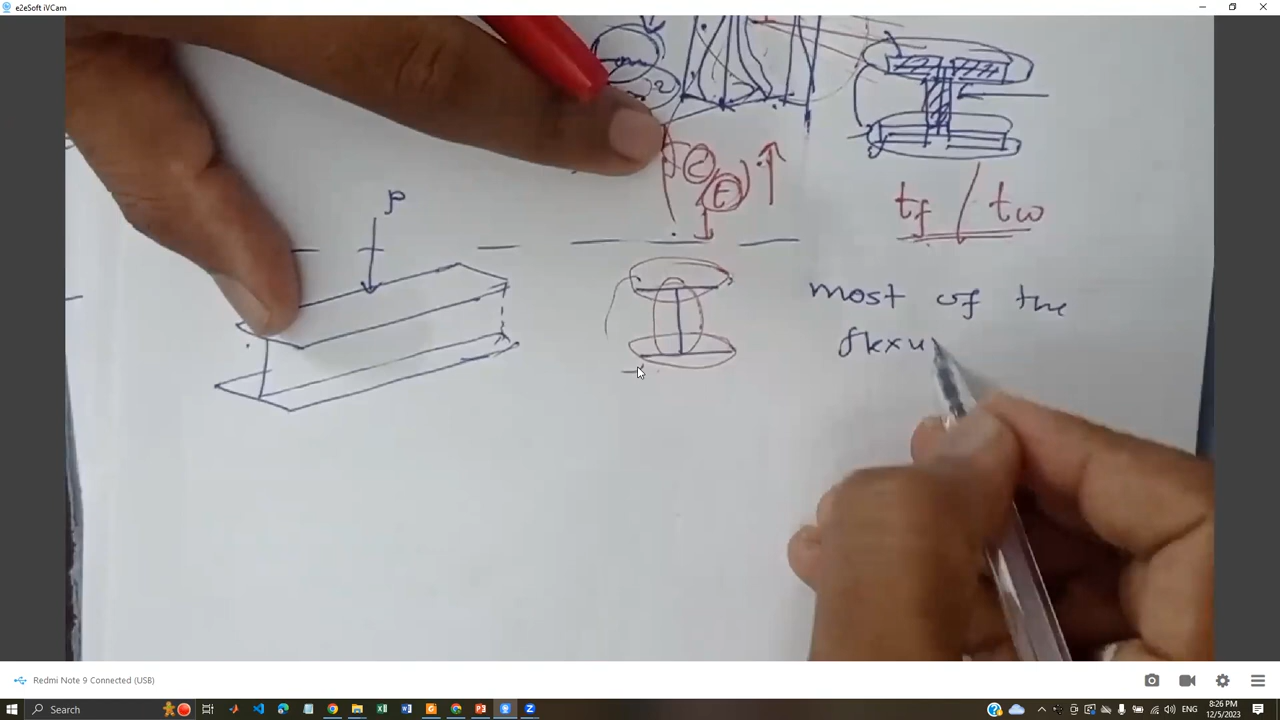 e2eSoft iVCam
2
C
t
tf / tw
P
most of the
flexu
Redmi Note 9 Connected (USB)
Search
ENG
8:26 PM
12/5/2023